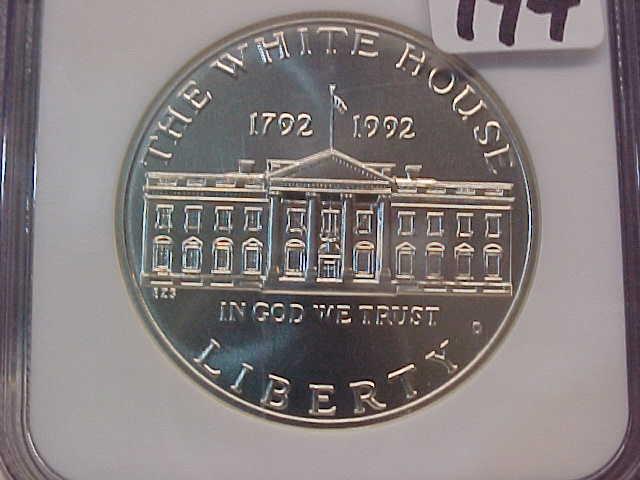 THE WHITE HOUSE
1792 1992
IN GOD WE TRUST
D
LIBERTY